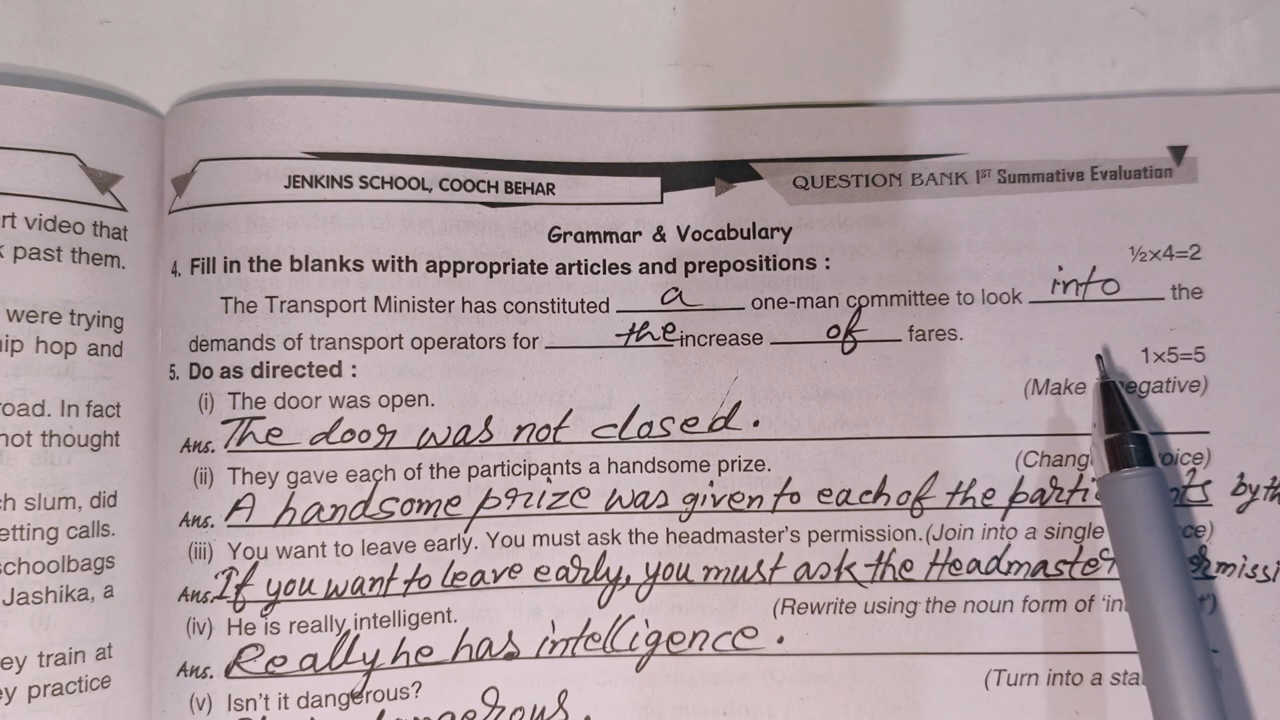 JENKINS SCHOOL, COOCH BEHAR
QUESTION BANK 1ST Summative Evaluation
rt video that
past them.
were trying
ip hop and
road. In fact
not thought
h slum, did
etting calls.
schoolbags
Jashika, a
ey train at
y practice
Grammar & Vocabulary
4. Fill in the blanks with appropriate articles and prepositions : ½×4=2
The Transport Minister has constituted a one-man committee to look into the
demands of transport operators for the increase of fares.
5. Do as directed : 1×5=5
(i) The door was open. (Make negative)
Ans. The door was not closed.
(ii) They gave each of the participants a handsome prize. (Chang oice)
Ans. A handsome prize was given to each of the parti ts by th
(iii) You want to leave early. You must ask the headmaster's permission. (Join into a single ce)
Ans. If you want to leave early, you must ask the Headmaster ermissi
(iv) He is really intelligent. (Rewrite using the noun form of 'in t')
Ans. Really he has intelligence.
(v) Isn't it dangerous? (Turn into a sta
dangerous.